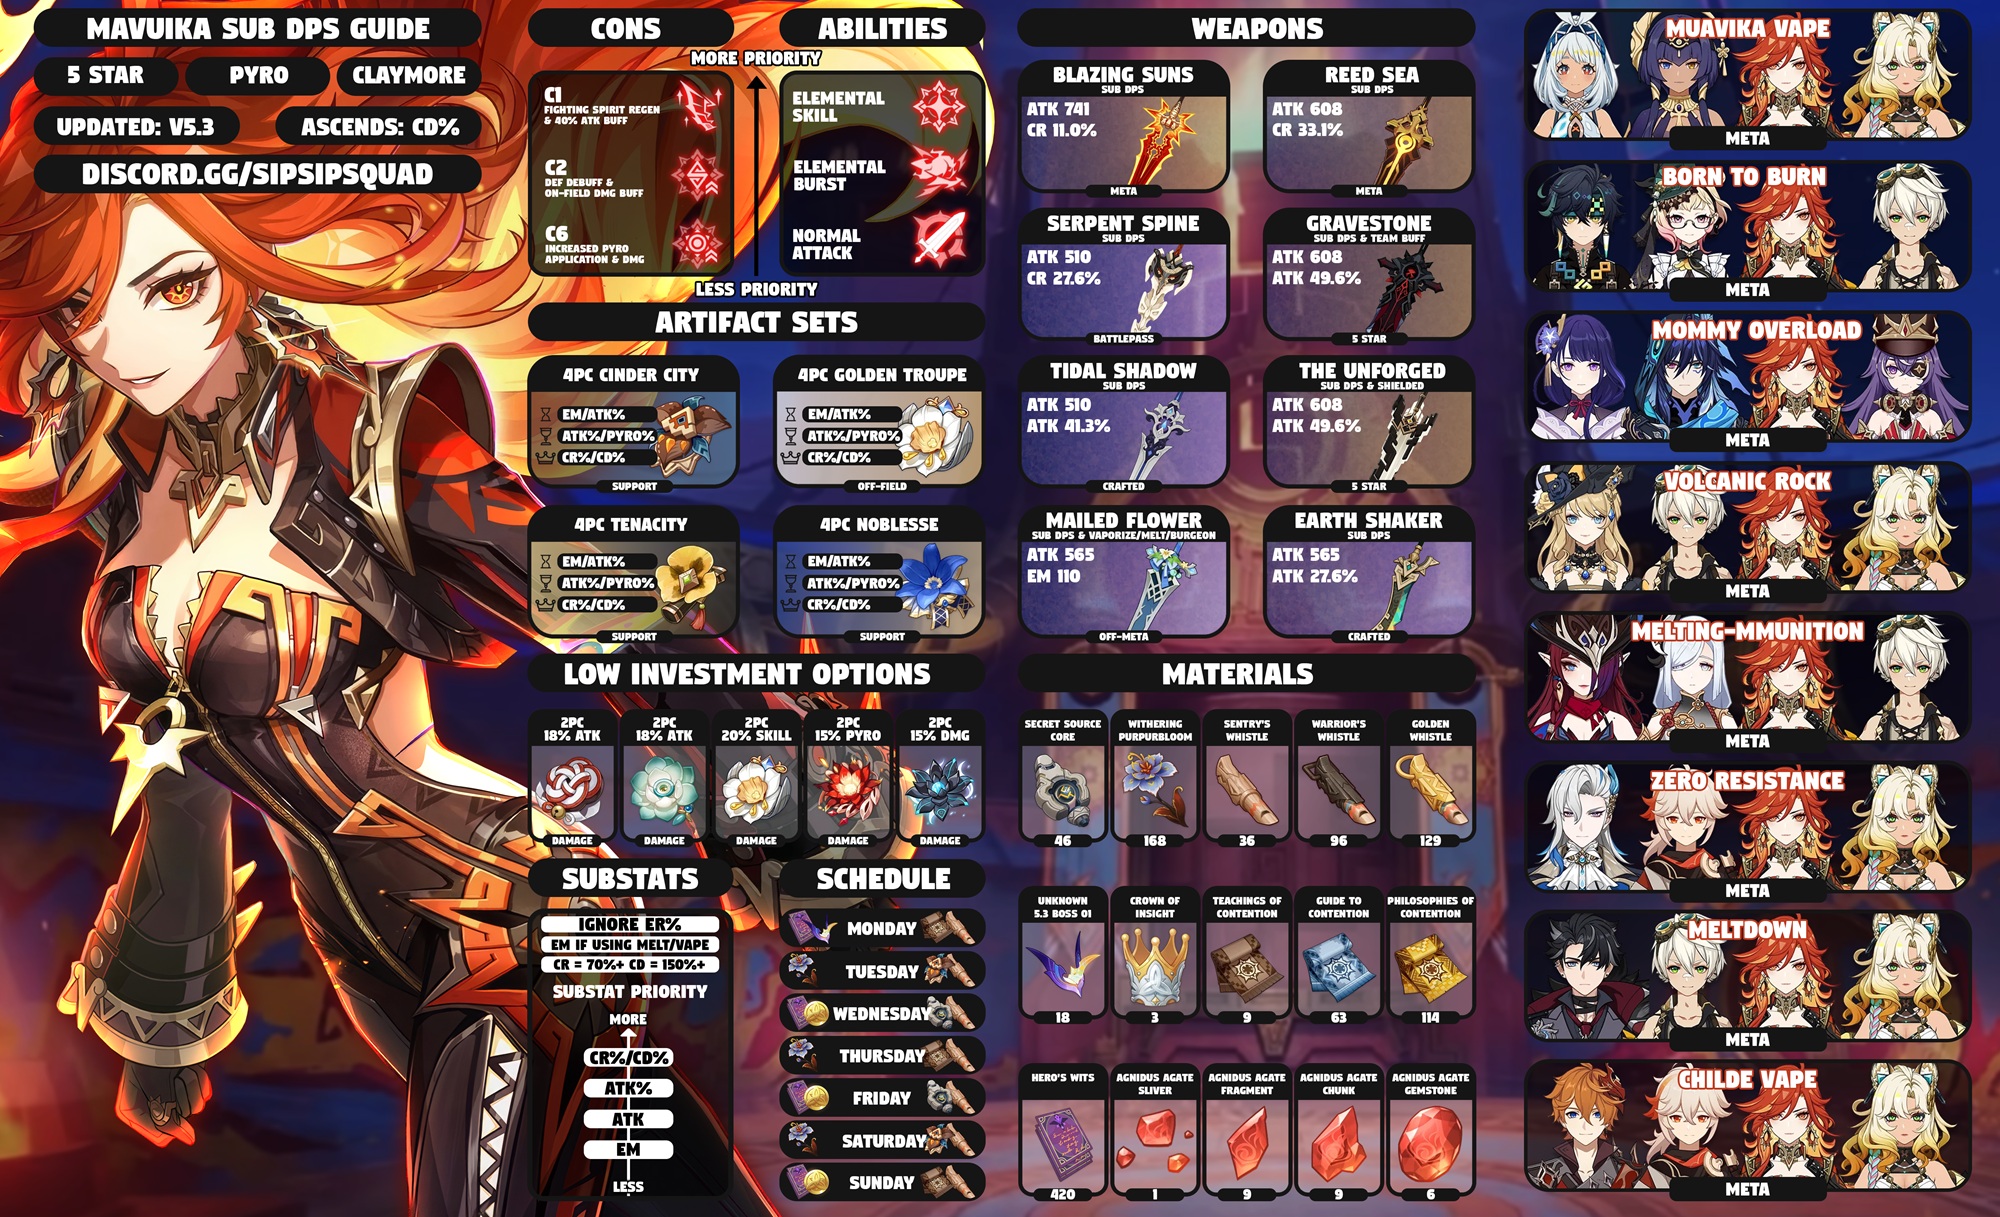 MAVUIKA SUB DPS GUIDE
5 STAR
PYRO
CLAYMORE
UPDATED: V5.3
ASCENDS: CD%
DISCORD.GG/SIPSIPSQUAD
CONS
ABILITIES
MORE PRIORITY
C1
FIGHTING SPIRIT REGEN
& 40% ATK BUFF
C2
DEF DEBUFF &
ON-FIELD DMG BUFF
C6
INCREASED PYRO
APPLICATION & DMG
ELEMENTAL
SKILL
ELEMENTAL
BURST
NORMAL
ATTACK
LESS PRIORITY
ARTIFACT SETS
4PC CINDER CITY
EM/ATK%
ATK%/PYRO%
CR%/CD%
SUPPORT
4PC GOLDEN TROUPE
EM/ATK%
ATK%/PYRO%
CR%/CD%
OFF-FIELD
4PC TENACITY
EM/ATK%
ATK%/PYRO%
CR%/CD%
SUPPORT
4PC NOBLESSE
EM/ATK%
ATK%/PYRO%
CR%/CD%
SUPPORT
LOW INVESTMENT OPTIONS
2PC
18% ATK
DAMAGE
2PC
18% ATK
DAMAGE
2PC
20% SKILL
DAMAGE
2PC
15% PYRO
DAMAGE
2PC
15% DMG
DAMAGE
SUBSTATS
IGNORE ER%
EM IF USING MELT/VAPE
CR = 70%+ CD = 150%+
SUBSTAT PRIORITY
MORE
CR%/CD%
ATK%
ATK
EM
LESS
SCHEDULE
MONDAY
TUESDAY
WEDNESDAY
THURSDAY
FRIDAY
SATURDAY
SUNDAY
WEAPONS
BLAZING SUNS
SUB DPS
ATK 741
CR 11.0%
META
REED SEA
SUB DPS
ATK 608
CR 33.1%
META
SERPENT SPINE
SUB DPS
ATK 510
CR 27.6%
BATTLEPASS
GRAVESTONE
SUB DPS & TEAM BUFF
ATK 608
ATK 49.6%
5 STAR
TIDAL SHADOW
SUB DPS
ATK 510
ATK 41.3%
CRAFTED
THE UNFORGED
SUB DPS & SHIELDED
ATK 608
ATK 49.6%
5 STAR
MAILED FLOWER
SUB DPS & VAPORIZE/MELT/BURGEON
ATK 565
EM 110
OFF-META
EARTH SHAKER
SUB DPS
ATK 565
ATK 27.6%
CRAFTED
MATERIALS
SECRET SOURCE
CORE
46
WITHERING
PURPURBLOOM
168
SENTRY'S
WHISTLE
36
WARRIOR'S
WHISTLE
96
GOLDEN
WHISTLE
129
UNKNOWN
5.3 BOSS 01
18
CROWN OF
INSIGHT
3
TEACHINGS OF
CONTENTION
9
GUIDE TO
CONTENTION
63
PHILOSOPHIES OF
CONTENTION
114
HERO'S WITS
420
AGNIDUS AGATE
SLIVER
1
AGNIDUS AGATE
FRAGMENT
9
AGNIDUS AGATE
CHUNK
9
AGNIDUS AGATE
GEMSTONE
6
MUAVIKA VAPE
META
BORN TO BURN
META
MOMMY OVERLOAD
META
VOLCANIC ROCK
META
MELTING-MMUNITION
META
ZERO RESISTANCE
META
MELTDOWN
META
CHILDE VAPE
META